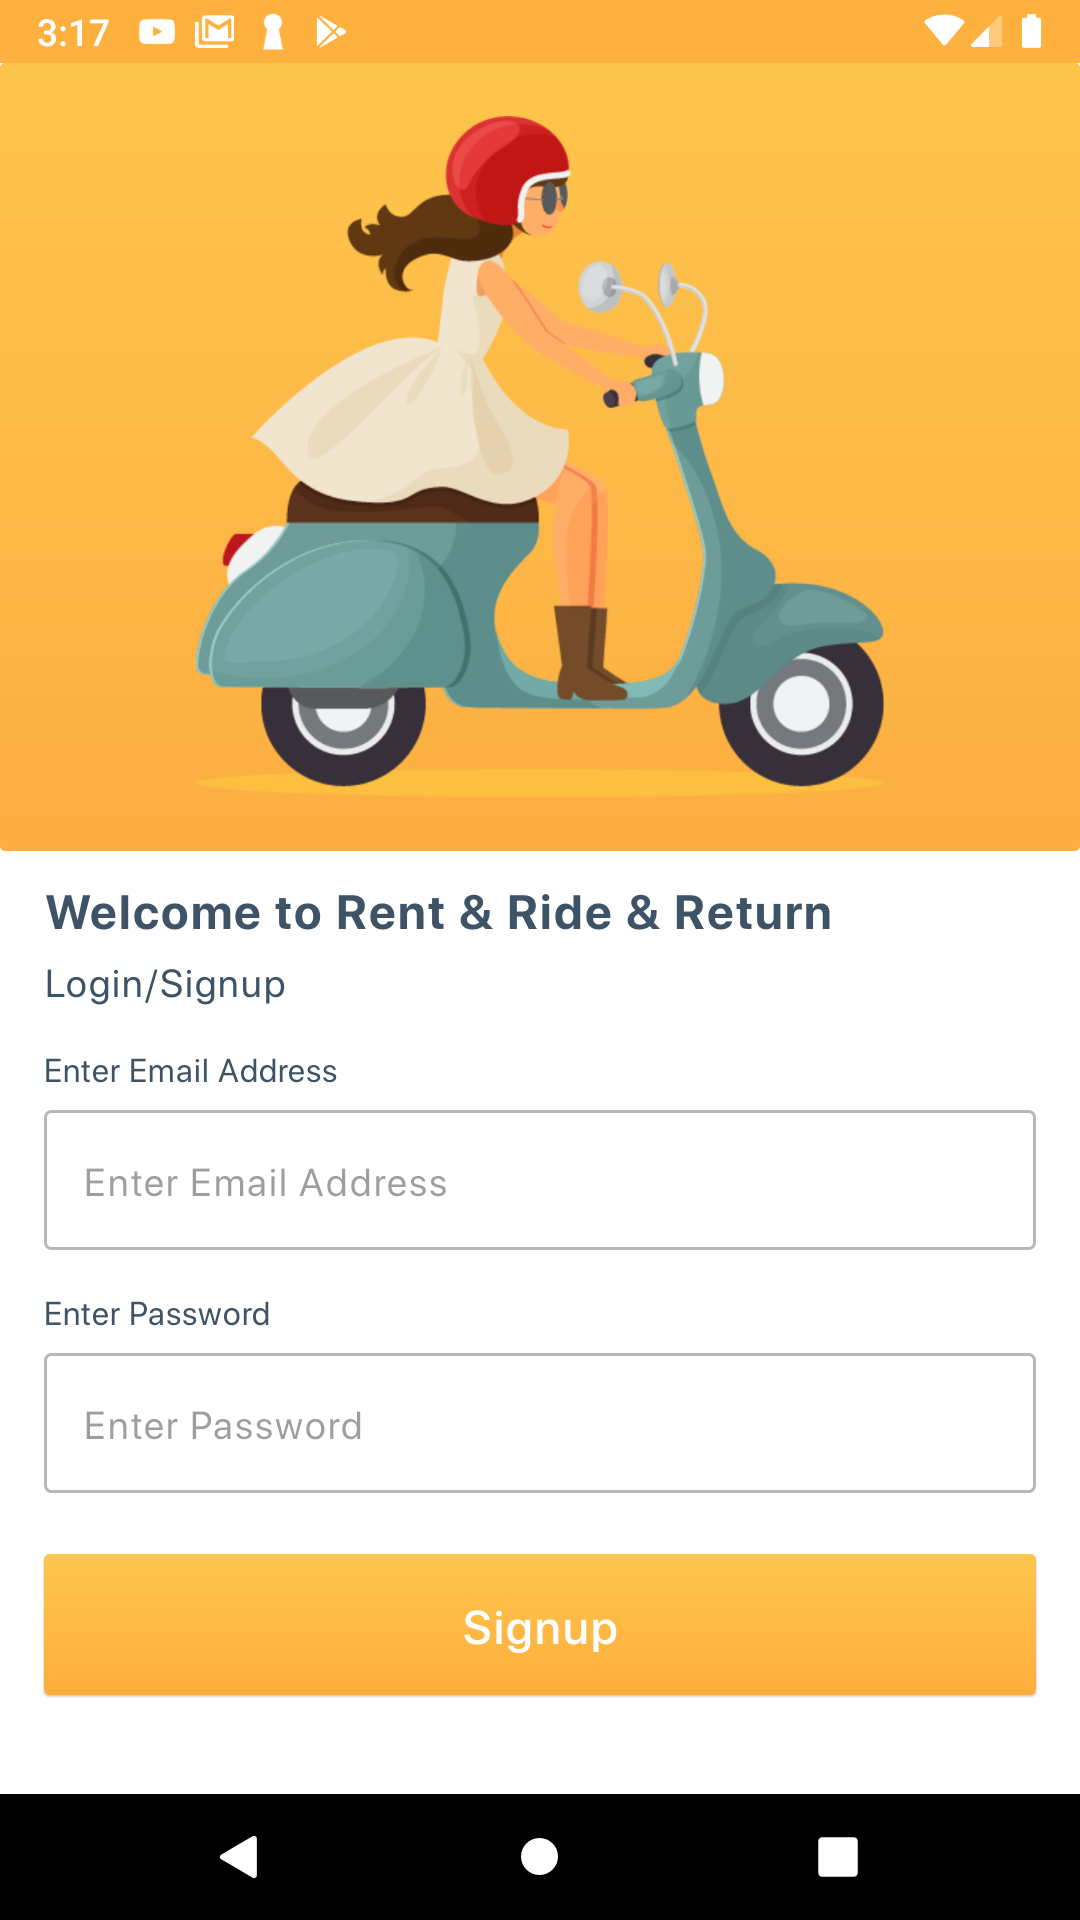 3:17
Welcome to Rent & Ride & Return
Login/Signup
Enter Email Address
Enter Email Address
Enter Password
Enter Password
Signup